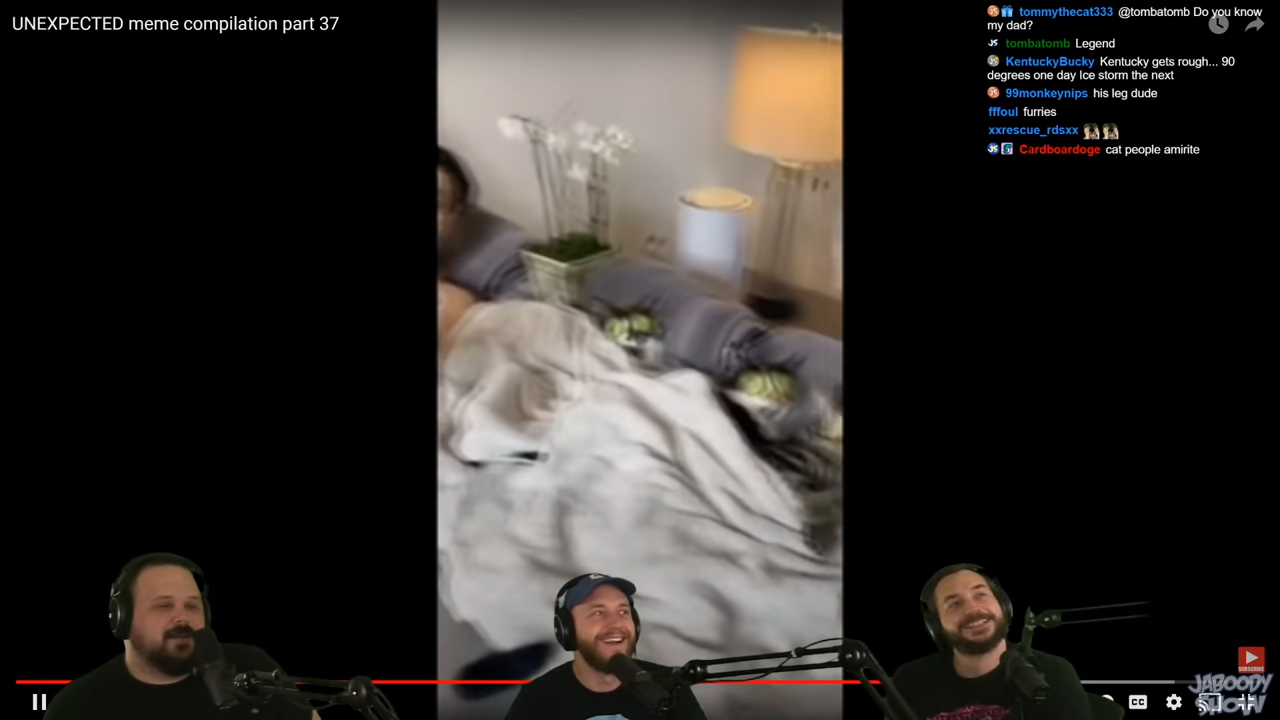 UNEXPECTED meme compilation part 37
tommythecat333 @tombatomb Do you know
my dad?
tombatomb Legend
KentuckyBucky Kentucky gets rough... 90
degrees one day Ice storm the next
99monkeynips his leg dude
fffoul furries
xxrescue_rdsxx
Cardboardoge cat people amirite
SUBSCRIBE
JABOODY
SHOW
CC